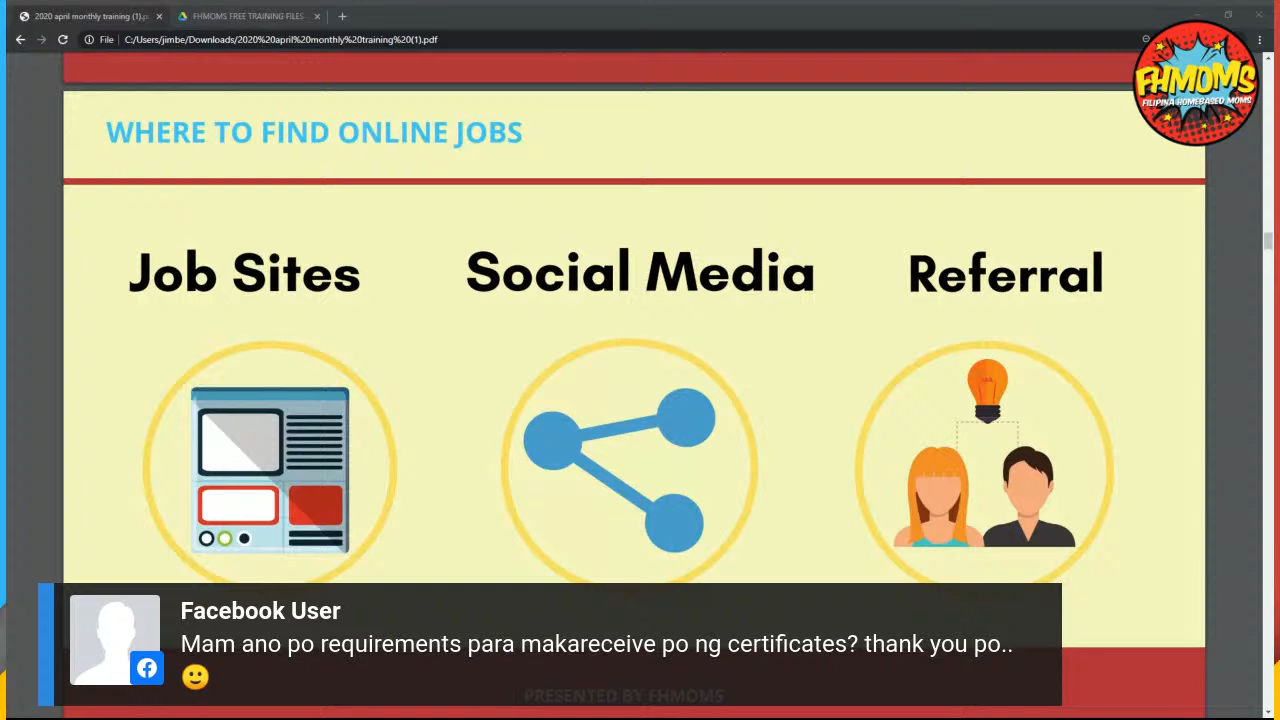 2020 april monthly training (1).p
FHMOMS FREE TRAINING FILES
File
C:/Users/jimbe/Downloads/2020%20april%20monthly%20training%20(1).pdf
FHMOMS
FILIPINA HOMEBASED MOMS
WHERE TO FIND ONLINE JOBS
Job Sites
Social Media
Referral
Facebook User
Mam ano po requirements para makareceive po ng certificates? thank you po..
🙂
PRESENTED BY FHMOMS